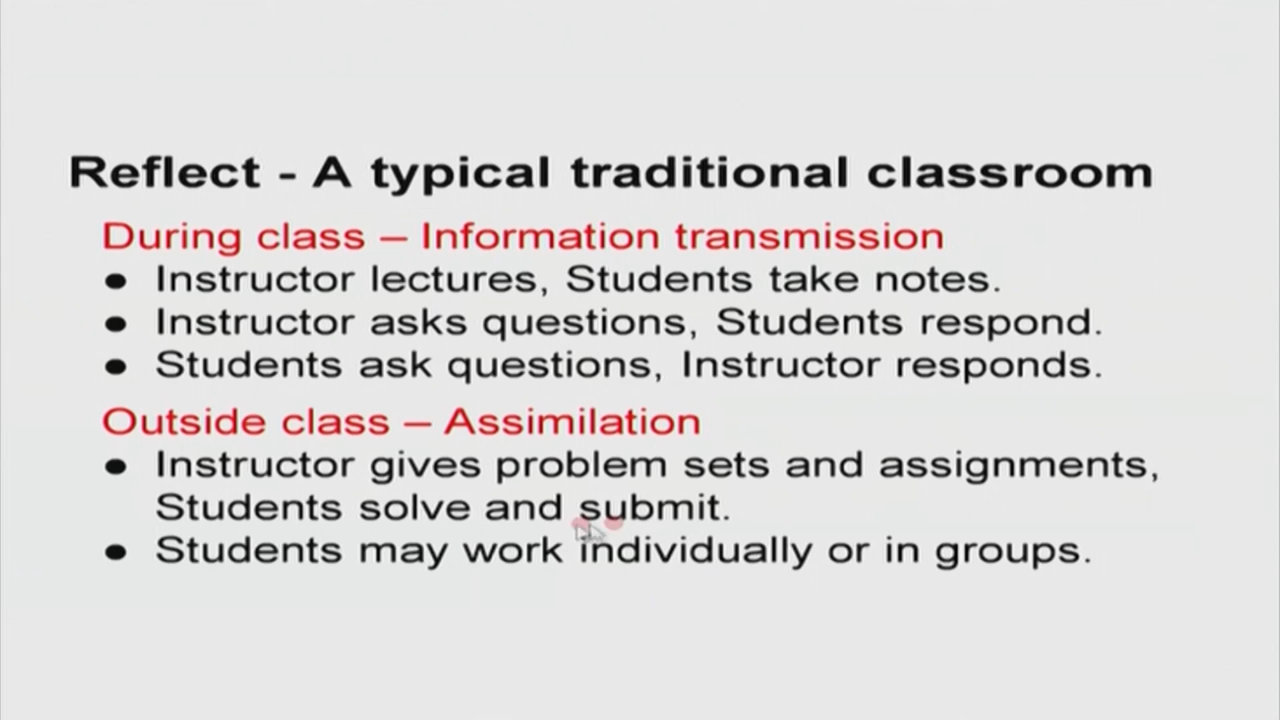 Reflect - A typical traditional classroom
During class – Information transmission
● Instructor lectures, Students take notes.
● Instructor asks questions, Students respond.
● Students ask questions, Instructor responds.
Outside class – Assimilation
● Instructor gives problem sets and assignments,
Students solve and submit.
● Students may work individually or in groups.